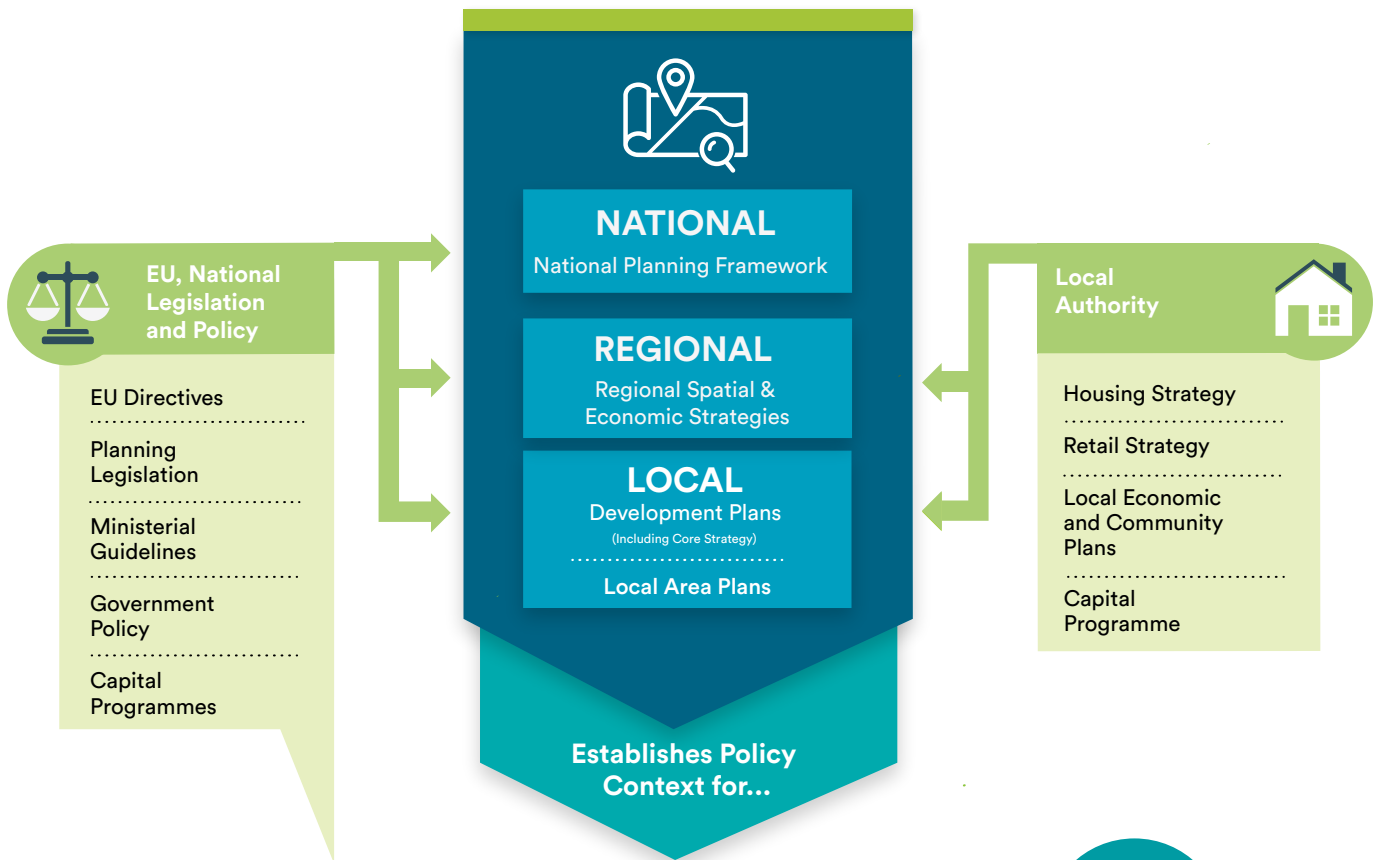 NATIONAL
National Planning Framework
REGIONAL
Regional Spatial &
Economic Strategies
LOCAL
Development Plans
(Including Core Strategy)
Local Area Plans
Establishes Policy
Context for...
EU, National
Legislation
and Policy
EU Directives
Planning
Legislation
Ministerial
Guidelines
Government
Policy
Capital
Programmes
Local
Authority
Housing Strategy
Retail Strategy
Local Economic
and Community
Plans
Capital
Programme